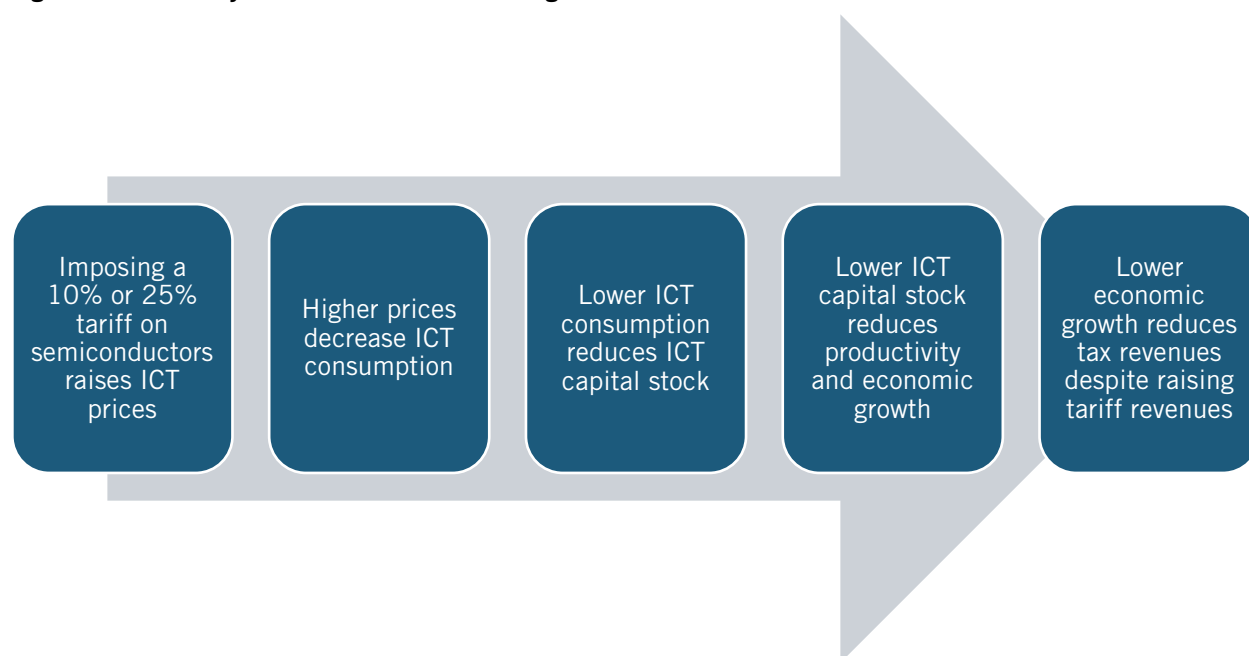 Imposing a
10% or 25%
tariff on
semiconductors
raises ICT
prices
Higher prices
decrease ICT
consumption
Lower ICT
consumption
reduces ICT
capital stock
Lower ICT
capital stock
reduces
productivity
and economic
growth
Lower
economic
growth reduces
tax revenues
despite raising
tariff revenues